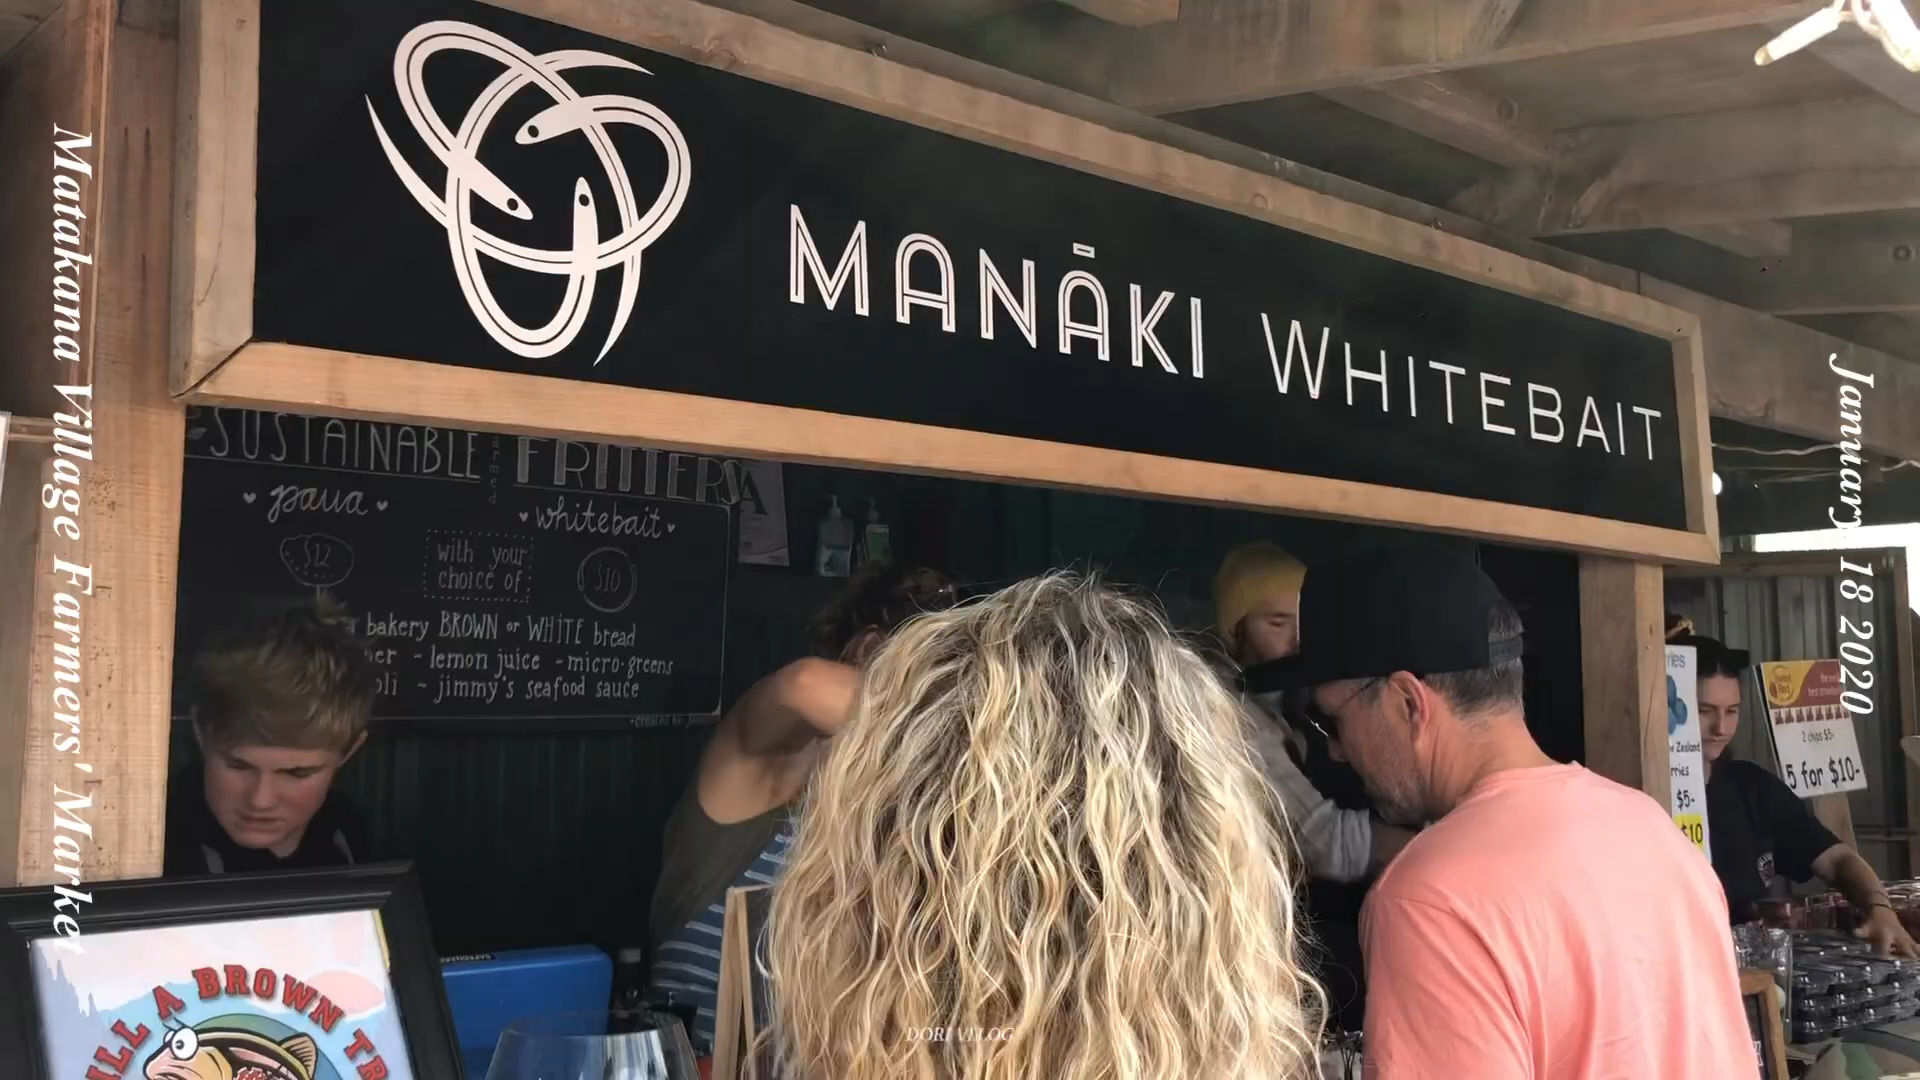 Matakana Village Farmers' Market
MANĀKI WHITEBAIT
January 18 2020
SUSTAINABLE farmed FRITTERS
paua
whitebait
$12
with your
choice of
$10
bakery BROWN or WHITE bread
- lemon juice - micro-greens
~ jimmy's seafood sauce
2 chips $5-
5 for $10-
Zealand
$5-
$10
A BROWN
DORI VLOG